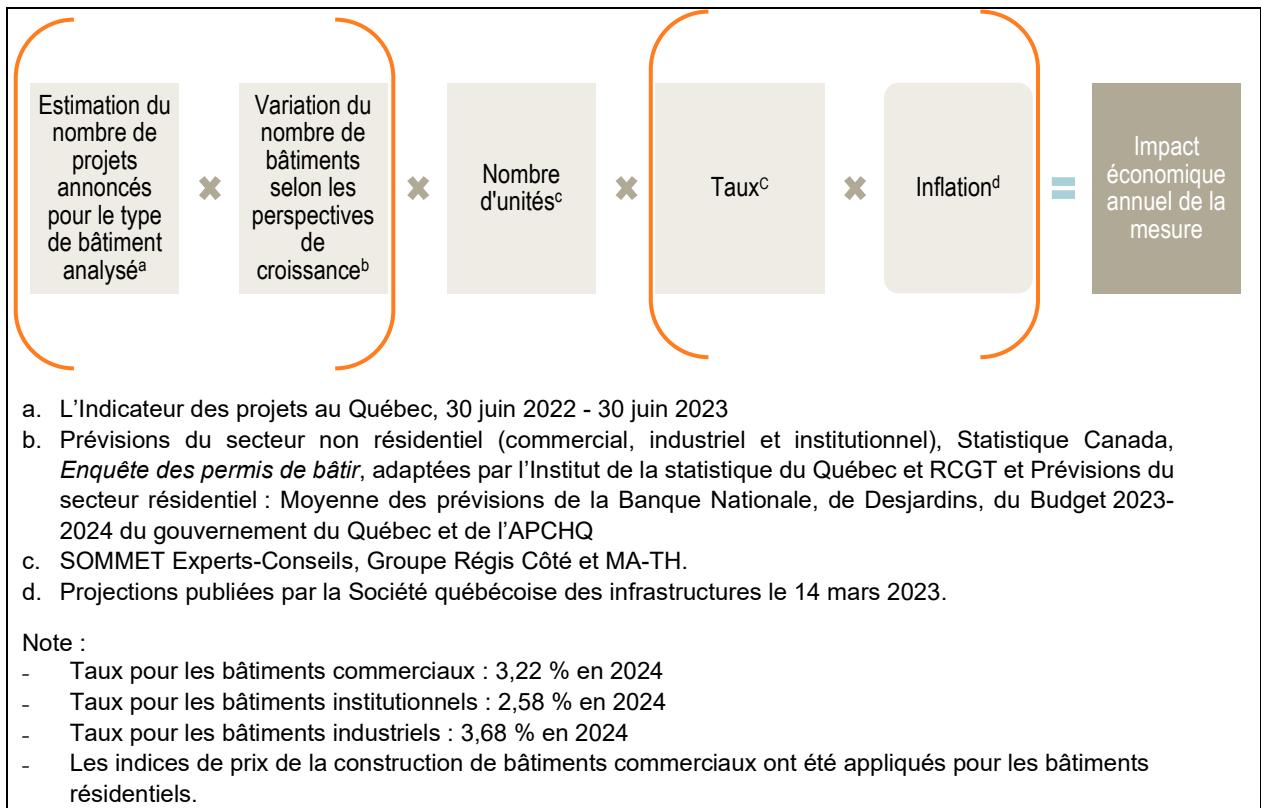 Estimation du
nombre de
projets
annoncés
pour le type
de bâtiment
analysé^a
×
Variation du
nombre de
bâtiments
selon les
perspectives
de
croissance^b
×
Nombre
d'unités^c
×
Taux^C
×
Inflation^d
=
Impact
économique
annuel de la
mesure
a. L’Indicateur des projets au Québec, 30 juin 2022 - 30 juin 2023
b. Prévisions du secteur non résidentiel (commercial, industriel et institutionnel), Statistique Canada,
Enquête des permis de bâtir, adaptées par l’Institut de la statistique du Québec et RCGT et Prévisions du
secteur résidentiel : Moyenne des prévisions de la Banque Nationale, de Desjardins, du Budget 2023-
2024 du gouvernement du Québec et de l’APCHQ
c. SOMMET Experts-Conseils, Groupe Régis Côté et MA-TH.
d. Projections publiées par la Société québécoise des infrastructures le 14 mars 2023.
Note :
- Taux pour les bâtiments commerciaux : 3,22 % en 2024
- Taux pour les bâtiments institutionnels : 2,58 % en 2024
- Taux pour les bâtiments industriels : 3,68 % en 2024
- Les indices de prix de la construction de bâtiments commerciaux ont été appliqués pour les bâtiments
résidentiels.